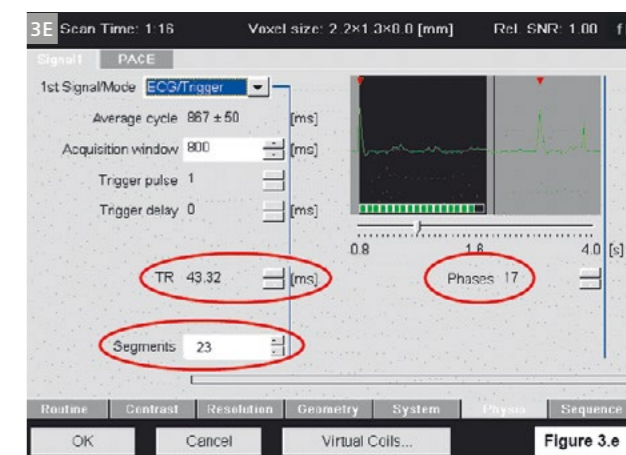 3E Scan Time: 1:16 Voxel size: 2.2×1.3×8.0 [mm] Rel. SNR: 1.00 f
Signal1 PACE
1st Signal/Mode ECG/Trigger
Average cycle 867 ± 50 [ms]
Acquisition window 800 [ms]
Trigger pulse 1
Trigger delay 0 [ms]
0.8 1.6 4.0 [s]
TR 43.32 [ms] Phases 17
Segments 23
Routine Contrast Resolution Geometry System Physio Sequence
OK Cancel Virtual Coils...
Figure 3.e